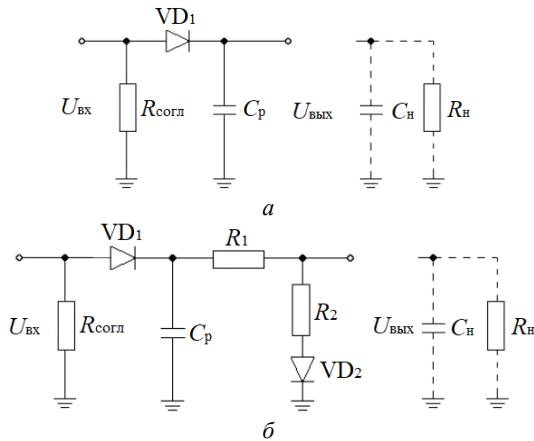 VD1
Uвх Rсогл Cр Uвых Cн Rн
а
VD1 R1
Uвх Rсогл Cр R2 Uвых Cн Rн
VD2
б